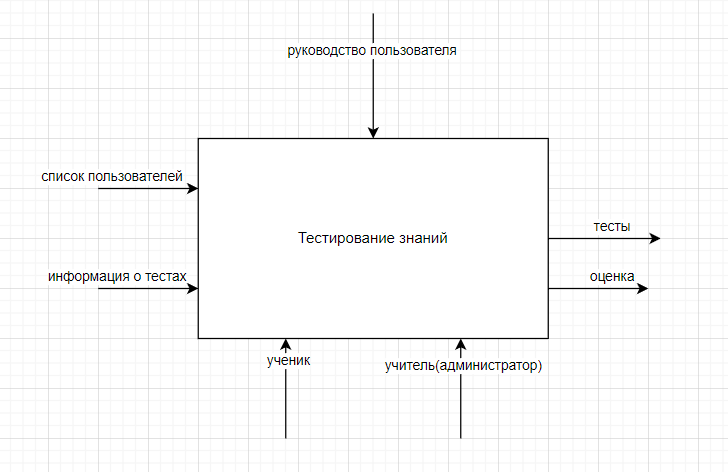 руководство пользователя
список пользователей
Тестирование знаний
тесты
информация о тестах
оценка
ученик
учитель(администратор)